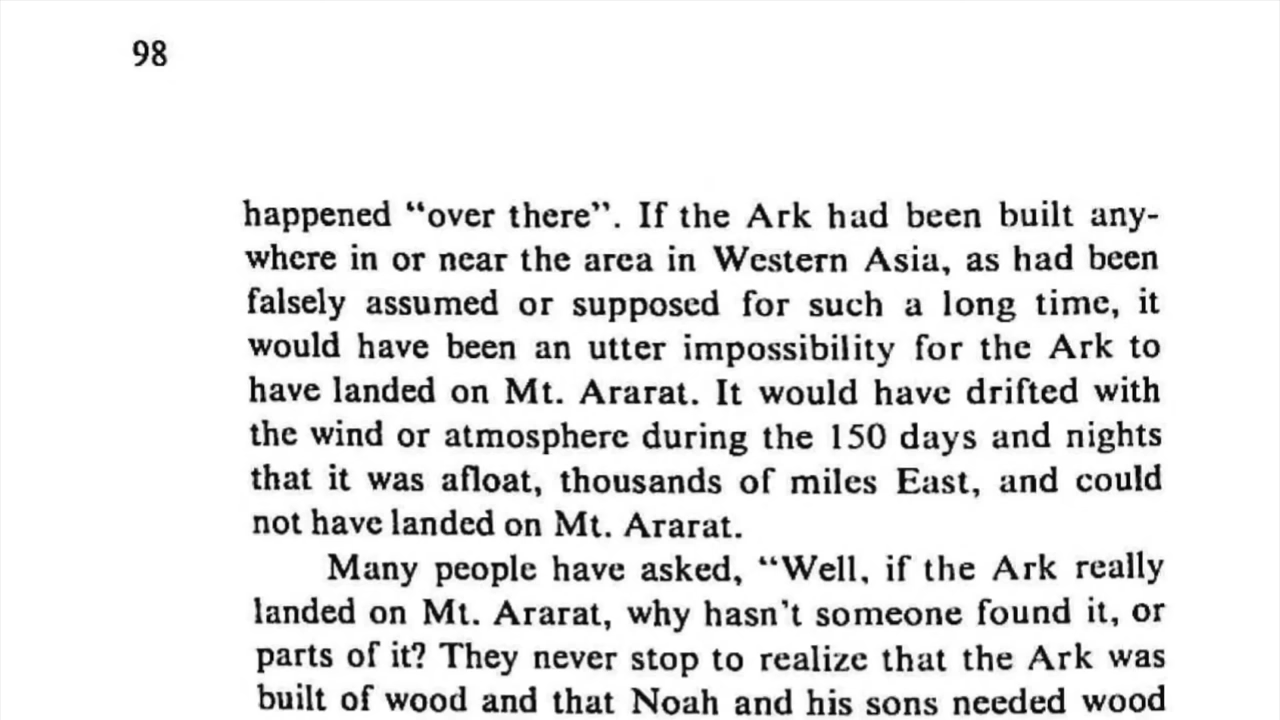 98
happened “over there”. If the Ark had been built any-
where in or near the area in Western Asia, as had been
falsely assumed or supposed for such a long time, it
would have been an utter impossibility for the Ark to
have landed on Mt. Ararat. It would have drifted with
the wind or atmosphere during the 150 days and nights
that it was afloat, thousands of miles East, and could
not have landed on Mt. Ararat.
Many people have asked, “Well, if the Ark really
landed on Mt. Ararat, why hasn't someone found it, or
parts of it? They never stop to realize that the Ark was
built of wood and that Noah and his sons needed wood